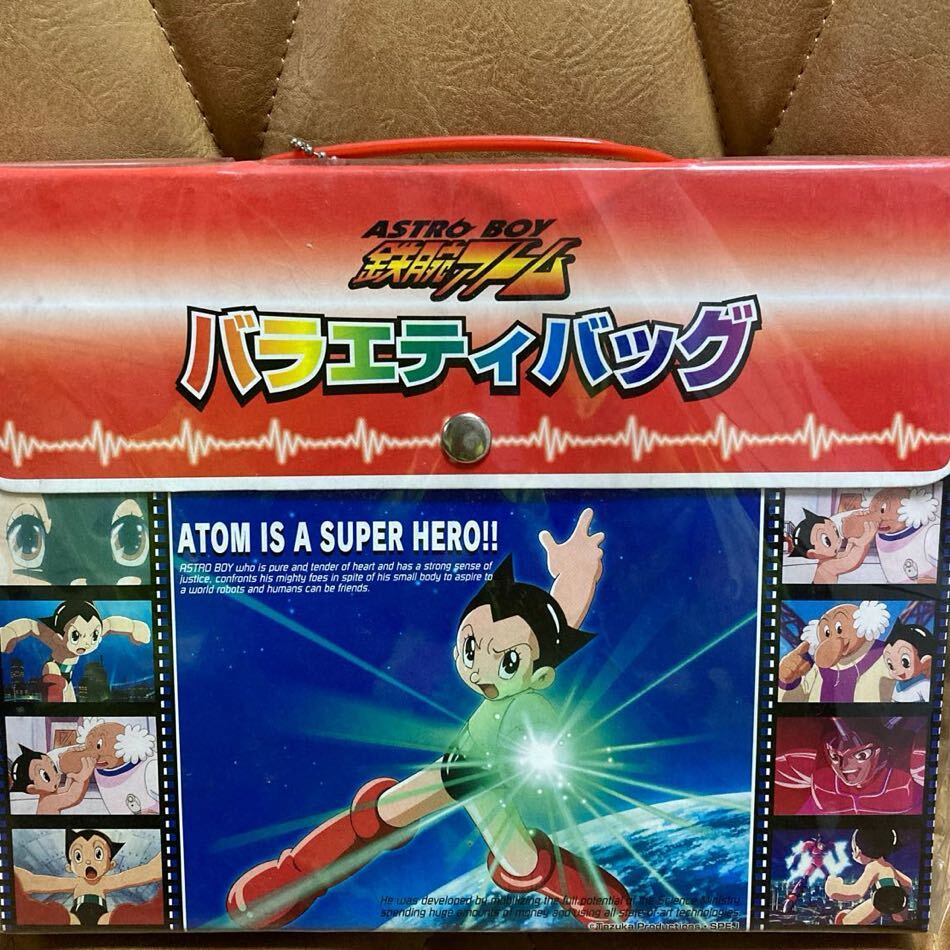 ASTRO BOY
鉄腕アトム
バラエティバッグ
ATOM IS A SUPER HERO!!
ASTRO BOY who is pure and tender of heart and has a strong sense of
justice, confronts his mighty foes in spite of his small body to aspire to
a world robots and humans can be friends.
He was developed by mobilizing the full potential of the Science Ministry
spending huge amounts of money and using all state of art technologies.
©Tezuka Productions・SPEJ